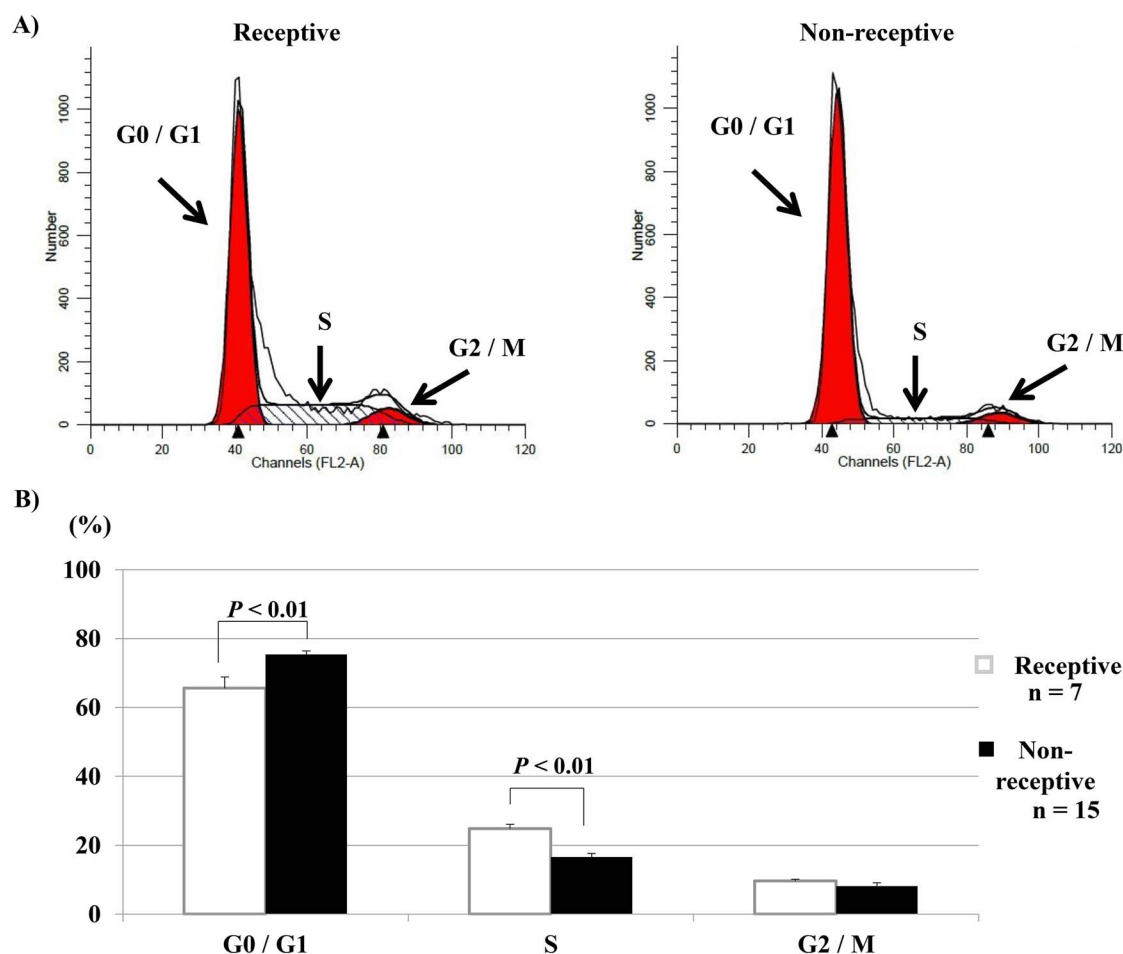 A)
Receptive
Non-receptive
1000
800
600
400
200
0
Number
G0 / G1
S
G2 / M
0 20 40 60 80 100 120
Channels (FL2-A)
1000
800
600
400
200
0
Number
G0 / G1
S
G2 / M
0 20 40 60 80 100 120
Channels (FL2-A)
B)
(%)
100
80
60
40
20
0
P < 0.01
P < 0.01
G0 / G1
S
G2 / M
Receptive
n = 7
Non-
receptive
n = 15